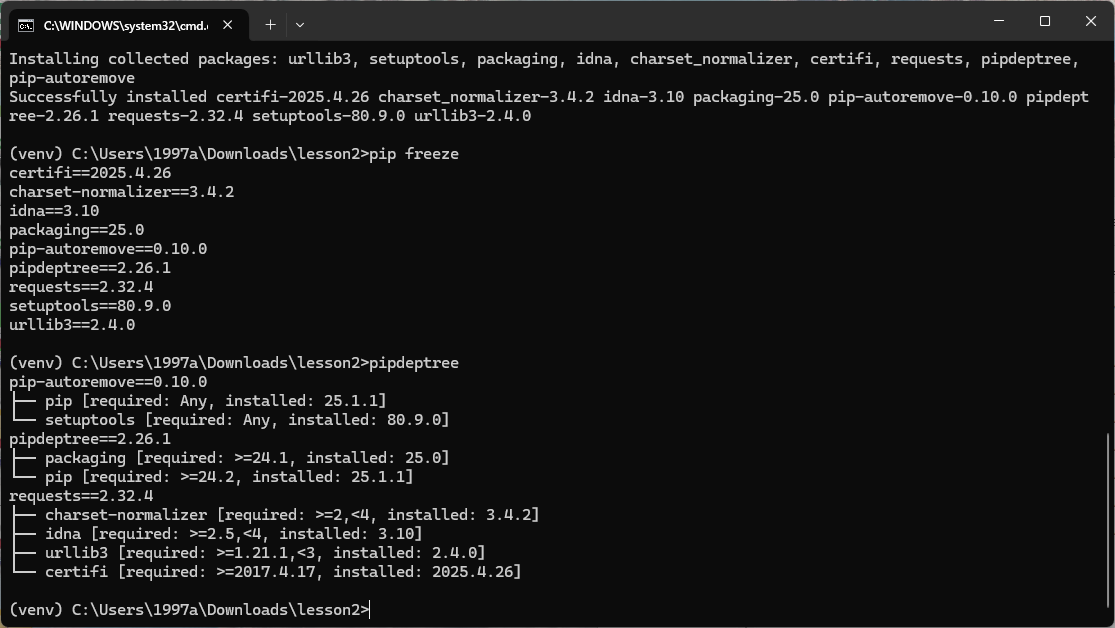 C:\WINDOWS\system32\cmd.
Installing collected packages: urllib3, setuptools, packaging, idna, charset_normalizer, certifi, requests, pipdeptree,
pip-autoremove
Successfully installed certifi-2025.4.26 charset_normalizer-3.4.2 idna-3.10 packaging-25.0 pip-autoremove-0.10.0 pipdept
ree-2.26.1 requests-2.32.4 setuptools-80.9.0 urllib3-2.4.0
(venv) C:\Users\1997a\Downloads\lesson2>pip freeze
certifi==2025.4.26
charset-normalizer==3.4.2
idna==3.10
packaging==25.0
pip-autoremove==0.10.0
pipdeptree==2.26.1
requests==2.32.4
setuptools==80.9.0
urllib3==2.4.0
(venv) C:\Users\1997a\Downloads\lesson2>pipdeptree
pip-autoremove==0.10.0
├── pip [required: Any, installed: 25.1.1]
└── setuptools [required: Any, installed: 80.9.0]
pipdeptree==2.26.1
├── packaging [required: >=24.1, installed: 25.0]
└── pip [required: >=24.2, installed: 25.1.1]
requests==2.32.4
├── charset-normalizer [required: >=2,<4, installed: 3.4.2]
├── idna [required: >=2.5,<4, installed: 3.10]
├── urllib3 [required: >=1.21.1,<3, installed: 2.4.0]
└── certifi [required: >=2017.4.17, installed: 2025.4.26]
(venv) C:\Users\1997a\Downloads\lesson2>